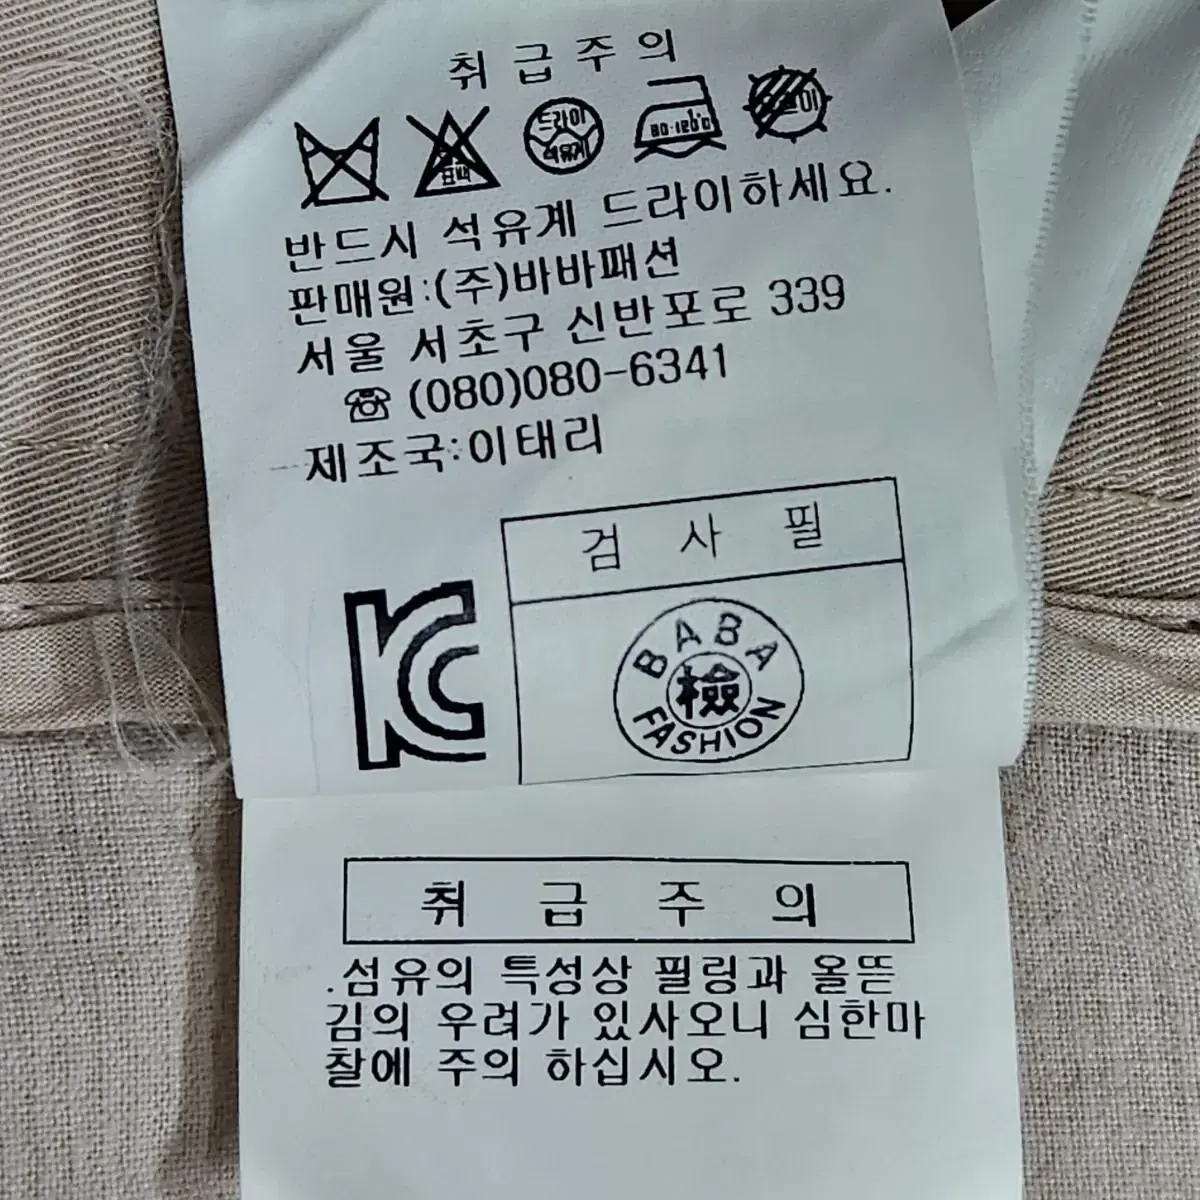 취급주의
표백
드라이
석유계
80-120℃
반드시 석유계 드라이하세요.
판매원:(주)바바패션
서울 서초구 신반포로 339
☏ (080)080-6341
제조국:이태리
검 사 필
KC
BABA
檢
FASHION
취 급 주 의
.섬유의 특성상 필링과 올뜯
김의 우려가 있사오니 심한마
찰에 주의 하십시오.